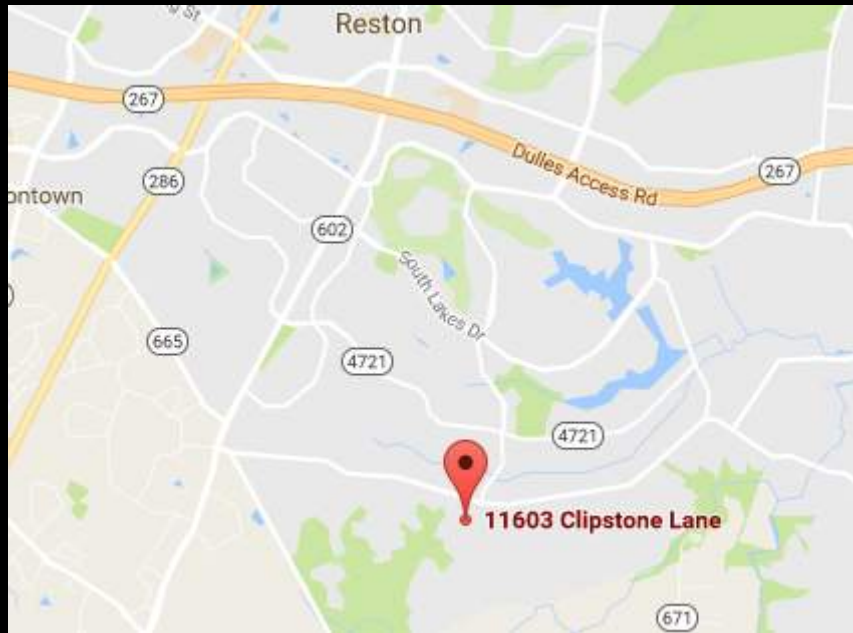 g St
Reston
267
Dulles Access Rd
267
286
ontown
602
South Lakes Dr
665
4721
4721
11603 Clipstone Lane
671